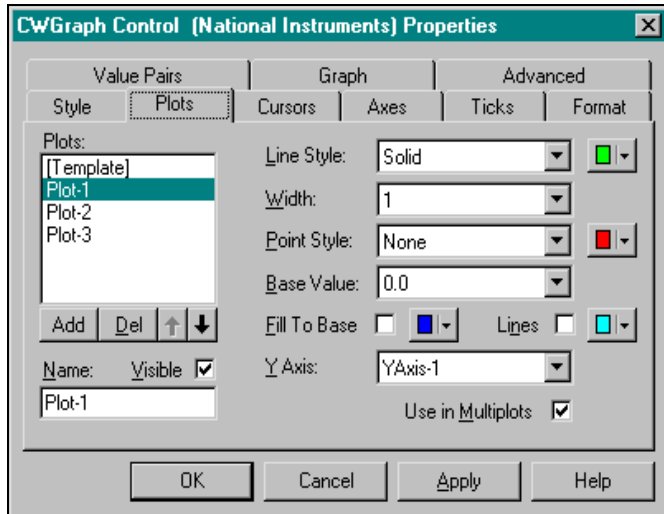 CWGraph Control (National Instruments) Properties
Value Pairs Graph Advanced
Style Plots Cursors Axes Ticks Format
Plots:
[Template]
Plot-1
Plot-2
Plot-3
Add Del
Name: Visible
Plot-1
Line Style: Solid
Width: 1
Point Style: None
Base Value: 0.0
Fill To Base Lines
Y Axis: YAxis-1
Use in Multiplots
OK Cancel Apply Help